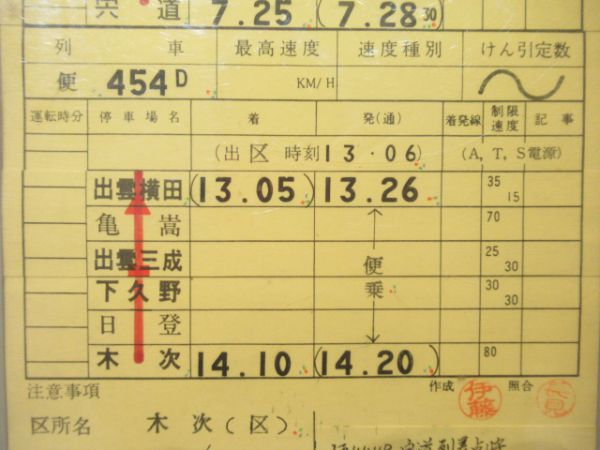 宍道 7.25 (7.28 30)
列車 最高速度 速度種別 けん引定数
便 454D KM/H
運転時分 停車場名 着 発(通) 着発線 制限速度 記事
(出区 時刻 13.06) (A, T, S電源)
出雲横田 (13.05) 13.26 35 15
亀嵩 70
出雲三成 便 25 30
下久野 乗 30 30
日登
木次 14.10 (14.20) 80
注意事項 作成 伊藤 照合
区所名 木次(区)